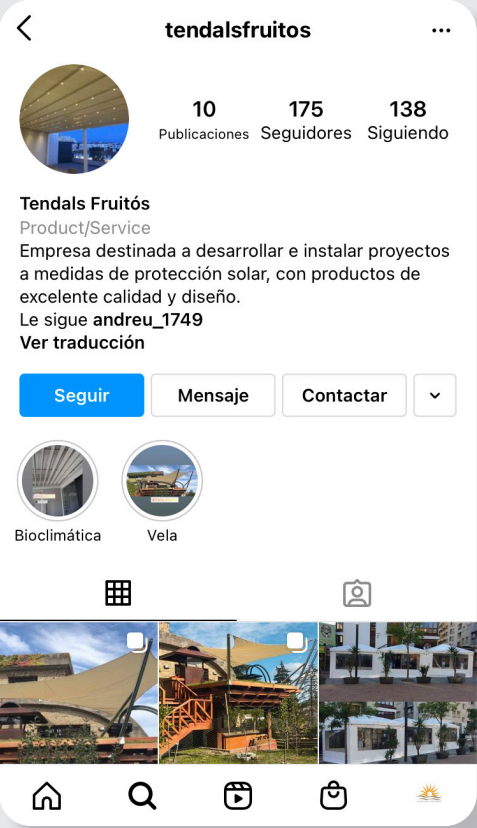 tendalsfruitos
10
Publicaciones
175
Seguidores
138
Siguiendo
Tendals Fruitós
Product/Service
Empresa destinada a desarrollar e instalar proyectos
a medidas de protección solar, con productos de
excelente calidad y diseño.
Le sigue andreu_1749
Ver traducción
Seguir
Mensaje
Contactar
Bioclimática
Vela